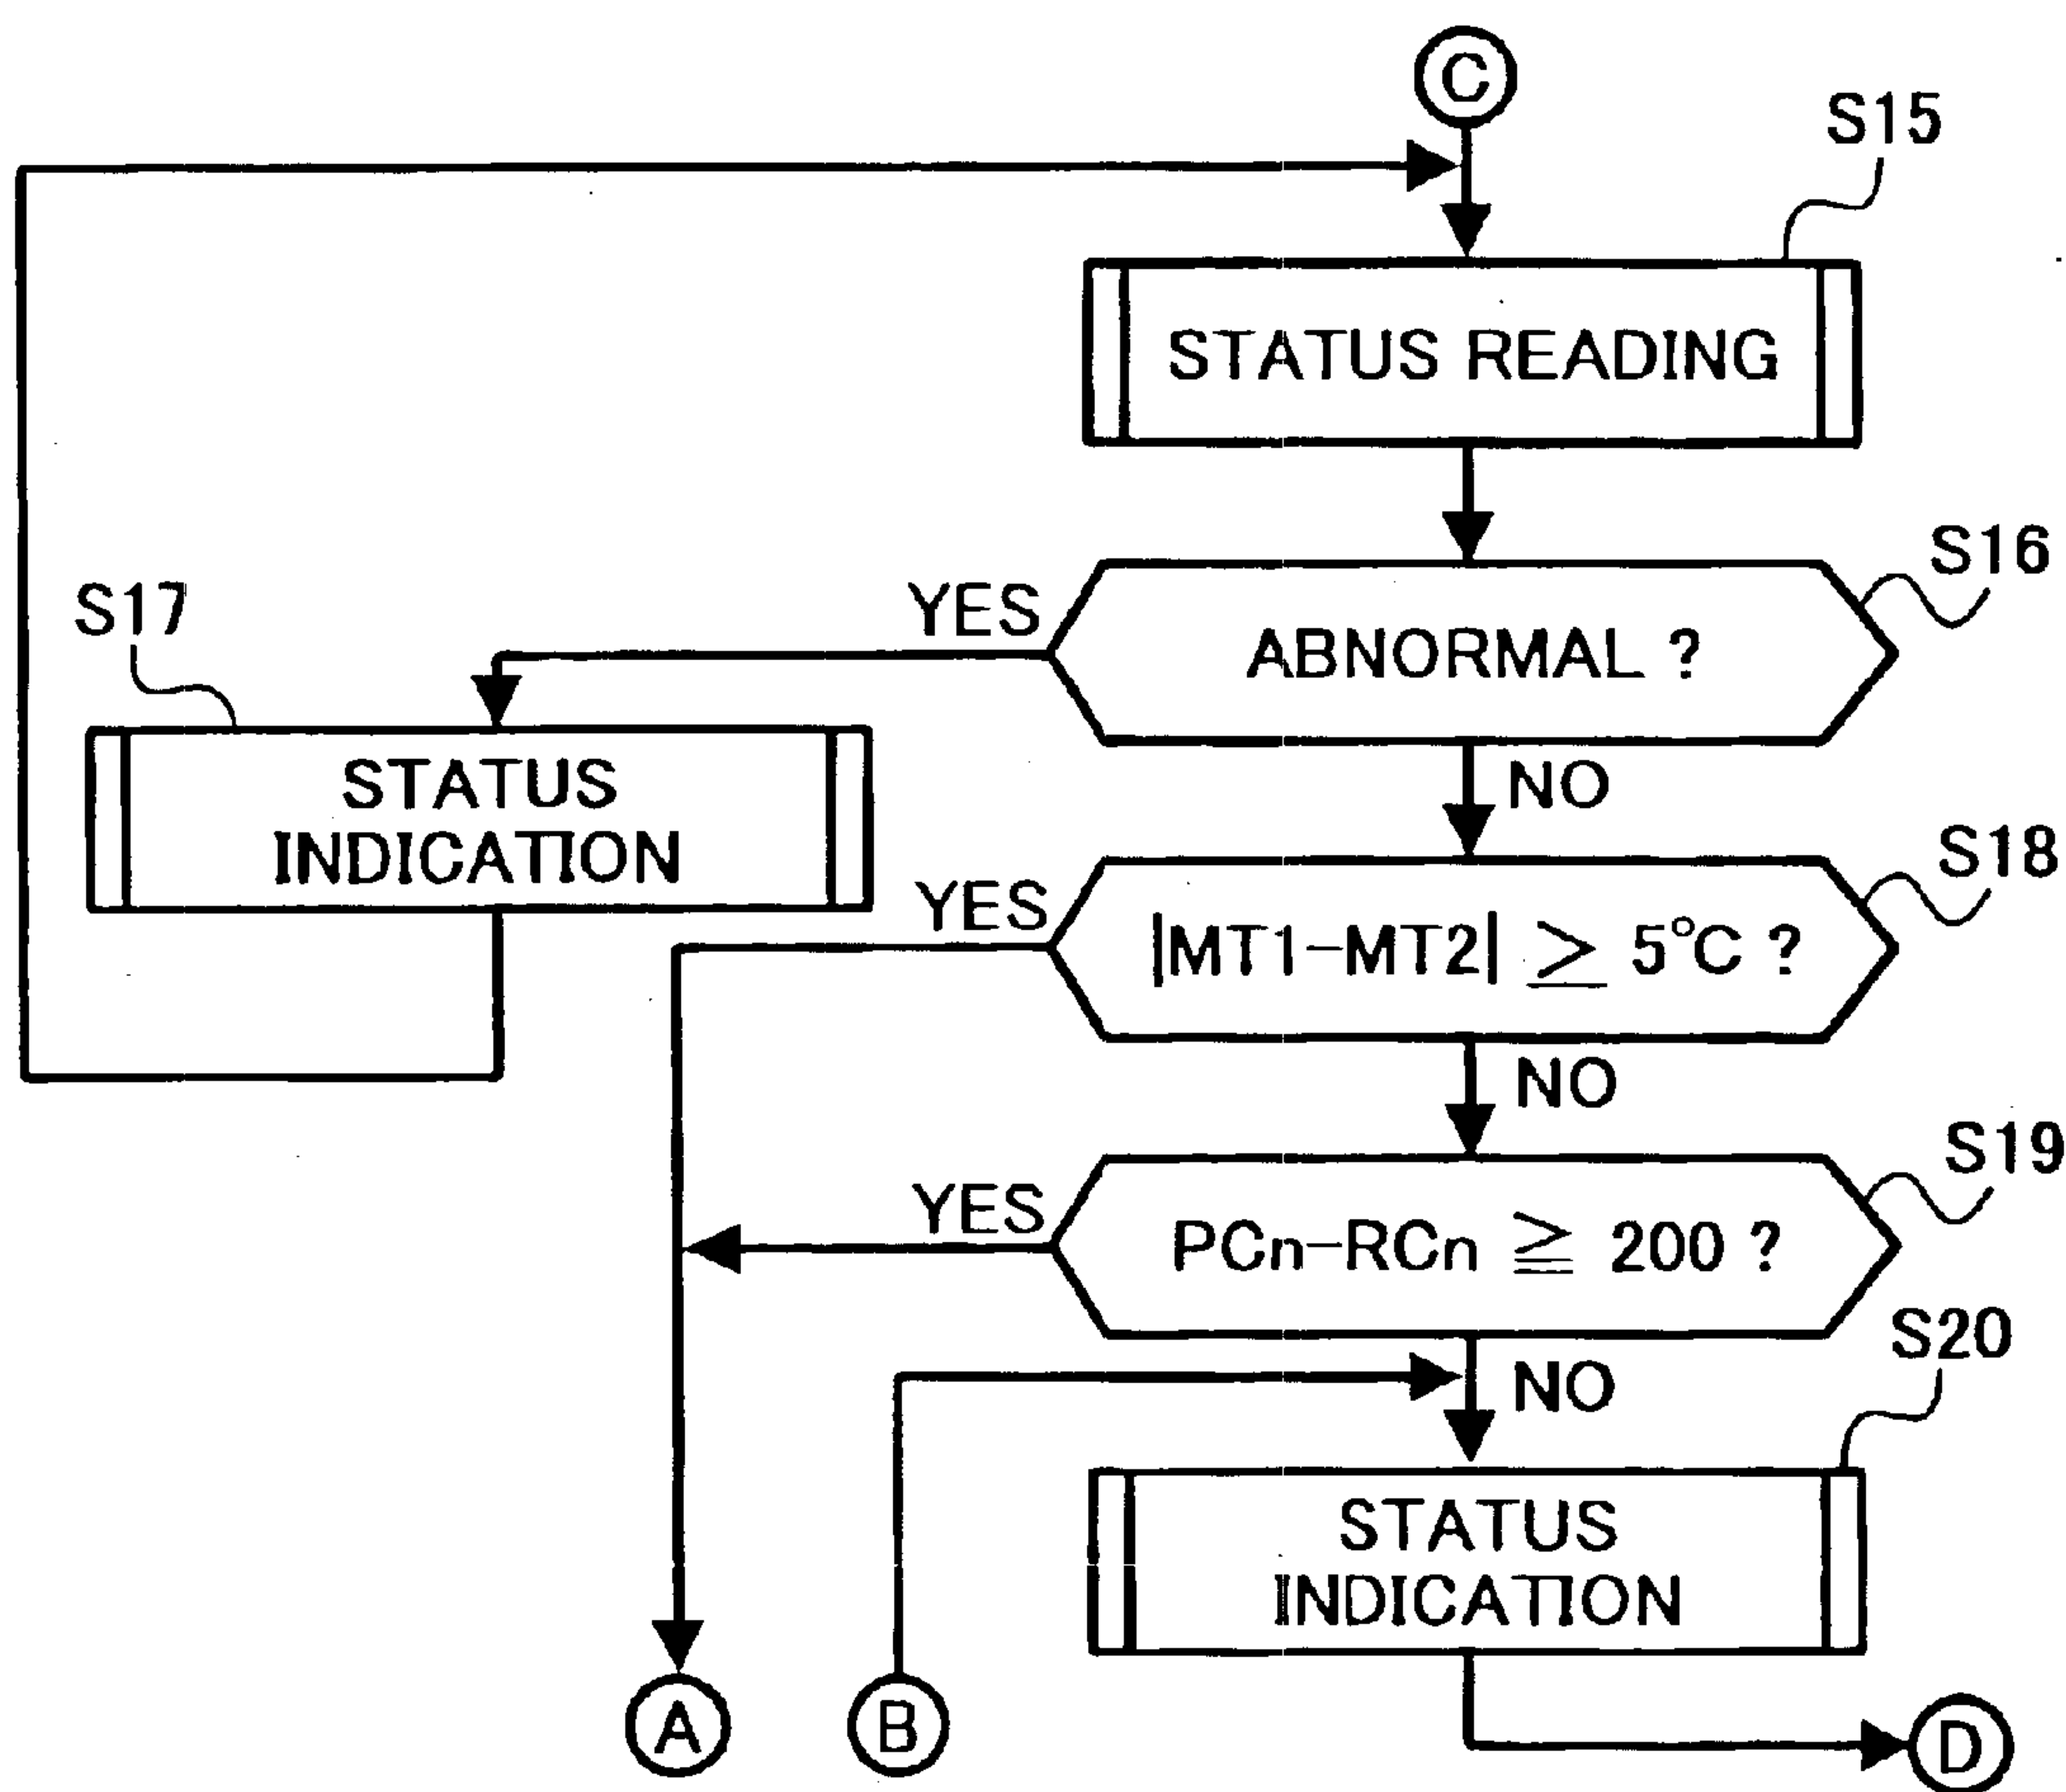 C
S15
STATUS READING
S16
YES
ABNORMAL ?
S17
NO
STATUS
INDICATION
S18
YES
|MT1-MT2| ≥ 5°C ?
NO
S19
YES
PCn-RCn ≧ 200 ?
S20
NO
STATUS
INDICATION
A
B
D